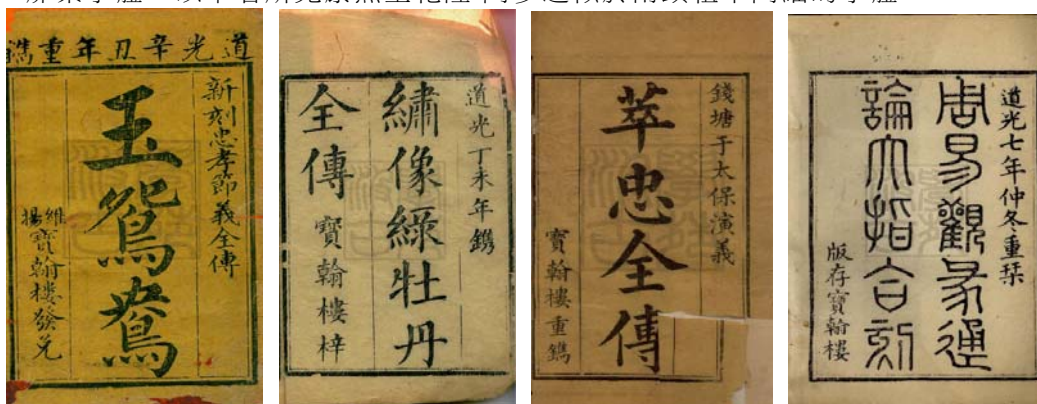 道光辛丑年重鐫
新刻忠孝節義全傳
玉鴛鴦
維揚寶翰樓發兌
道光丁未年鐫
繡像綠牡丹
全傳 寶翰樓梓
錢塘于太保演義
萃忠全傳
寶翰樓重鐫
道光七年仲冬重栞
周易觀彖通
論大指合刻
版存寶翰樓